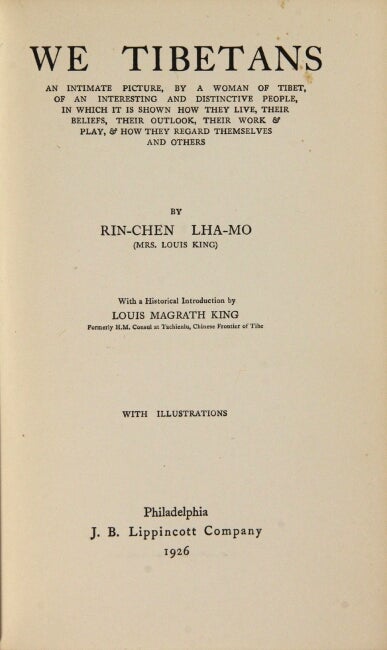 WE TIBETANS
AN INTIMATE PICTURE, BY A WOMAN OF TIBET,
OF AN INTERESTING AND DISTINCTIVE PEOPLE,
IN WHICH IT IS SHOWN HOW THEY LIVE, THEIR
BELIEFS, THEIR OUTLOOK, THEIR WORK &
PLAY, & HOW THEY REGARD THEMSELVES
AND OTHERS
BY
RIN-CHEN LHA-MO
(MRS. LOUIS KING)
With a Historical Introduction by
LOUIS MAGRATH KING
Formerly H.M. Consul at Tachienlu, Chinese Frontier of Tibe
WITH ILLUSTRATIONS
Philadelphia
J. B. Lippincott Company
1926